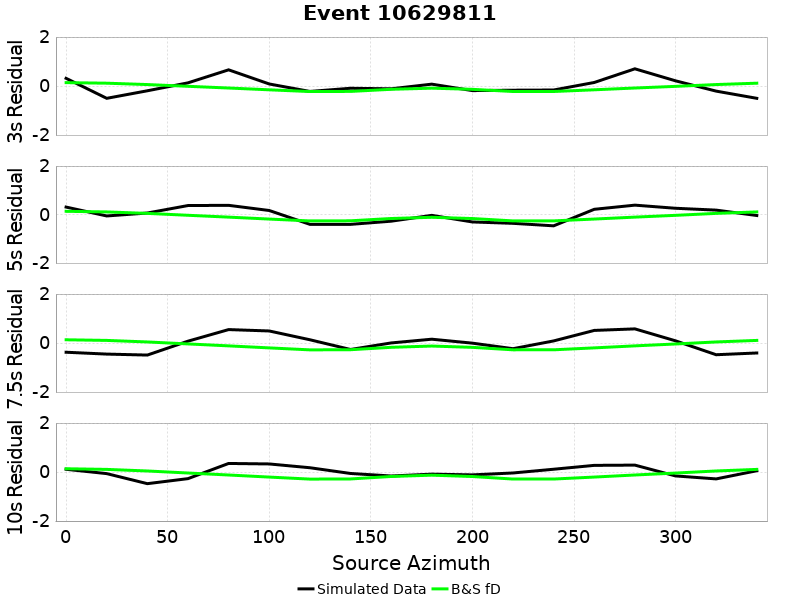 Event 10629811
3s Residual
2
0
-2
5s Residual
2
0
-2
7.5s Residual
2
0
-2
10s Residual
2
0
-2
0 50 100 150 200 250 300
Source Azimuth
Simulated Data B&S fD